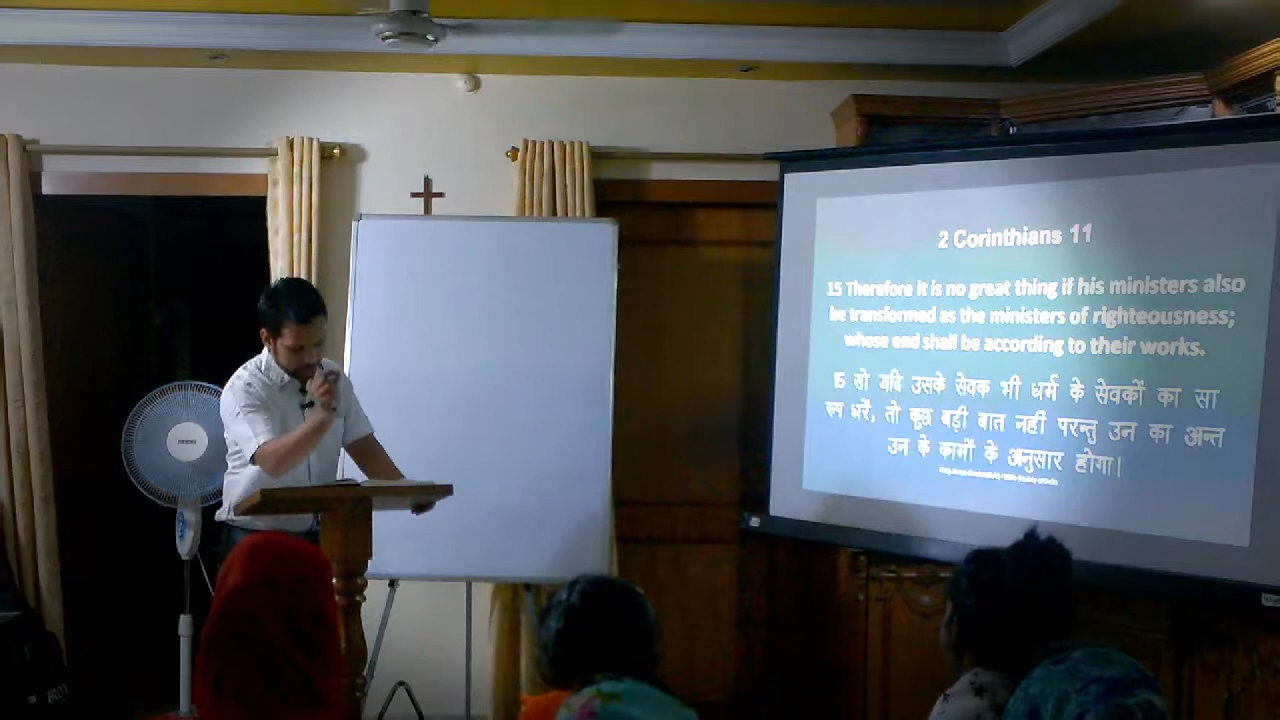 2 Corinthians 11
15 Therefore it is no great thing if his ministers also
be transformed as the ministers of righteousness;
whose end shall be according to their works.
15 सो यदि उसके सेवक भी धर्म के सेवकों का सा
रूप धरें, तो कुछ बड़ी बात नहीं परन्तु उन का अन्त
उन के कामों के अनुसार होगा।